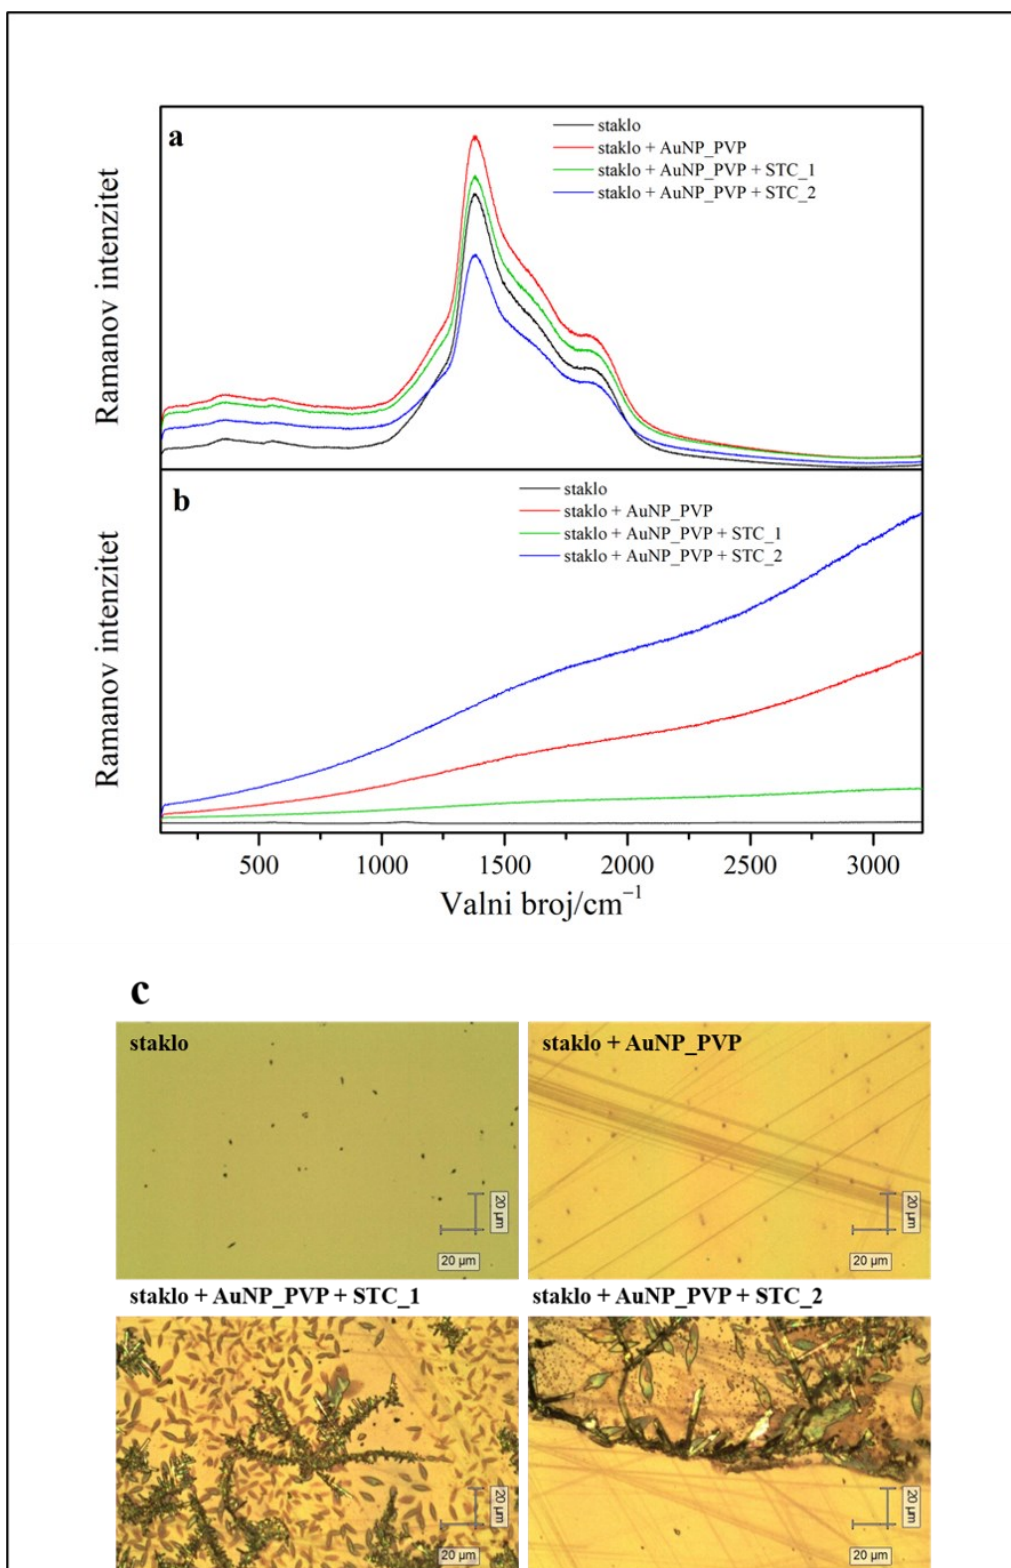 a
staklo
staklo + AuNP_PVP
staklo + AuNP_PVP + STC_1
staklo + AuNP_PVP + STC_2
Ramanov intenzitet
b
staklo
staklo + AuNP_PVP
staklo + AuNP_PVP + STC_1
staklo + AuNP_PVP + STC_2
Ramanov intenzitet
500 1000 1500 2000 2500 3000
Valni broj/cm⁻¹
c
staklo
20 µm
20 µm
staklo + AuNP_PVP
20 µm
20 µm
staklo + AuNP_PVP + STC_1
20 µm
20 µm
staklo + AuNP_PVP + STC_2
20 µm
20 µm